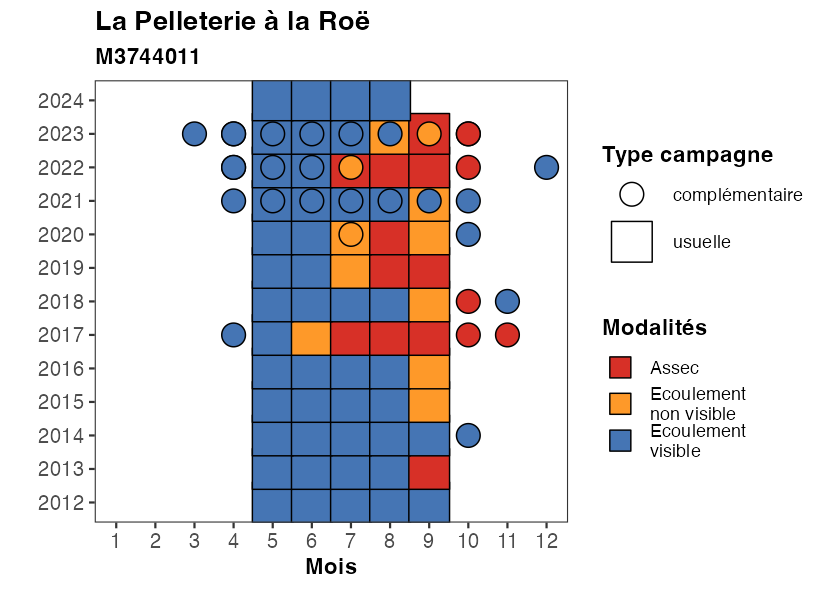 La Pelleterie à la Roë
M3744011
2024
2023
2022
2021
2020
2019
2018
2017
2016
2015
2014
2013
2012
1 2 3 4 5 6 7 8 9 10 11 12
Mois
Type campagne
complémentaire
usuelle
Modalités
Assec
Ecoulement
non visible
Ecoulement
visible